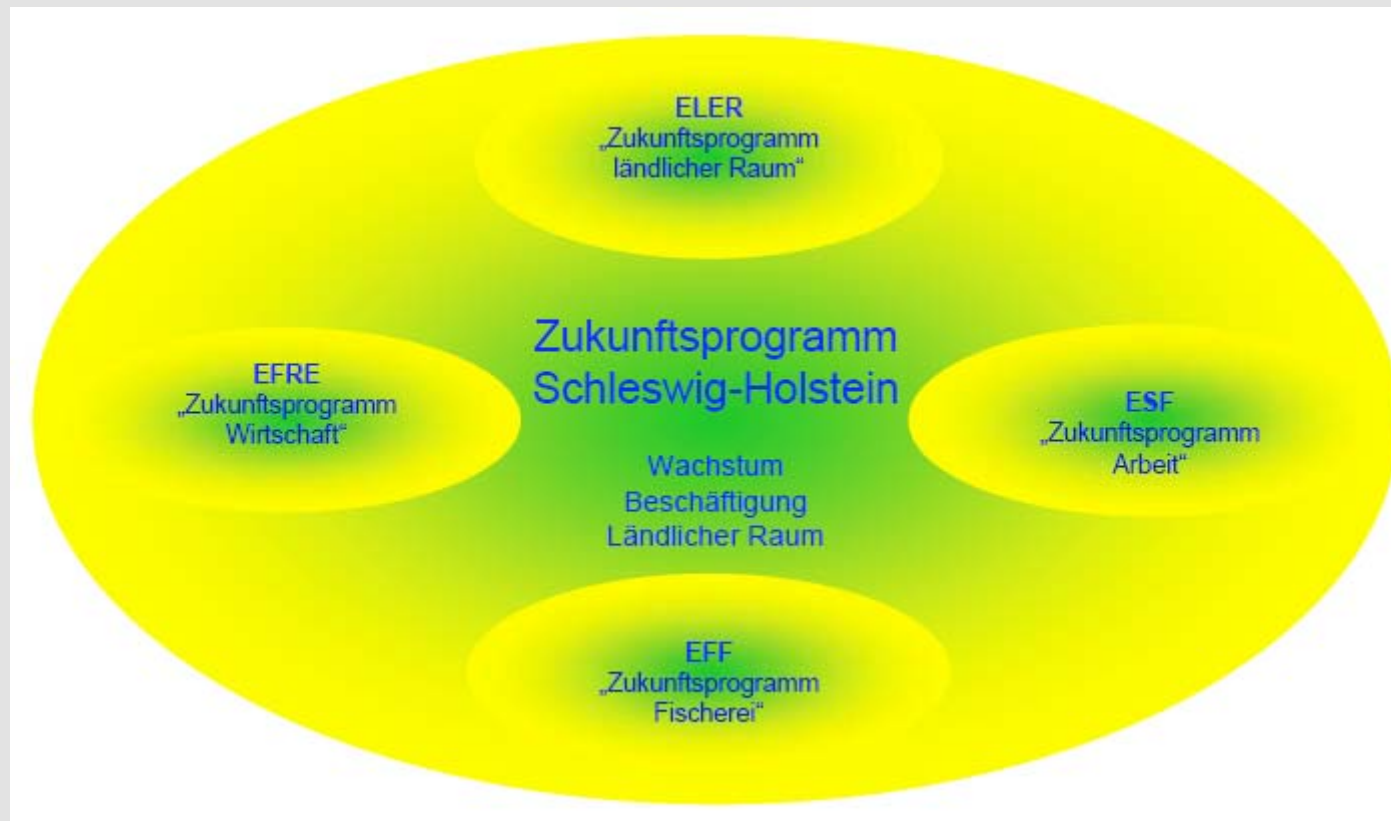 ELER
„Zukunftsprogramm
ländlicher Raum“
Zukunftsprogramm
Schleswig-Holstein
EFRE
„Zukunftsprogramm
Wirtschaft“
ESF
„Zukunftsprogramm
Arbeit“
Wachstum
Beschäftigung
Ländlicher Raum
EFF
„Zukunftsprogramm
Fischerei“